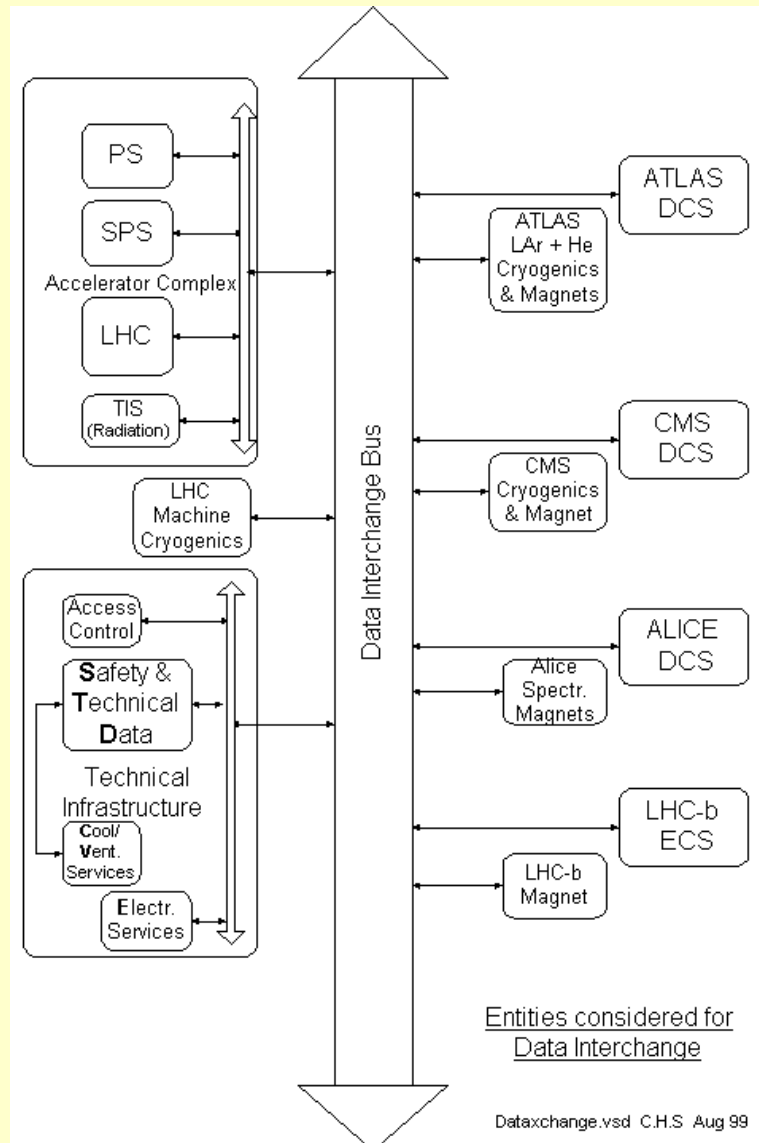 PS
SPS
Accelerator Complex
LHC
TIS
(Radiation)
LHC
Machine
Cryogenics
Access
Control
Safety &
Technical
Data
Technical
Infrastructure
Cool/
Vent.
Services
Electr.
Services
Data Interchange Bus
ATLAS
DCS
ATLAS
LAr + He
Cryogenics
& Magnets
CMS
DCS
CMS
Cryogenics
& Magnet
ALICE
DCS
Alice
Spectr.
Magnets
LHC-b
ECS
LHC-b
Magnet
Entities considered for
Data Interchange
Dataxchange.vsd C.H.S Aug 99